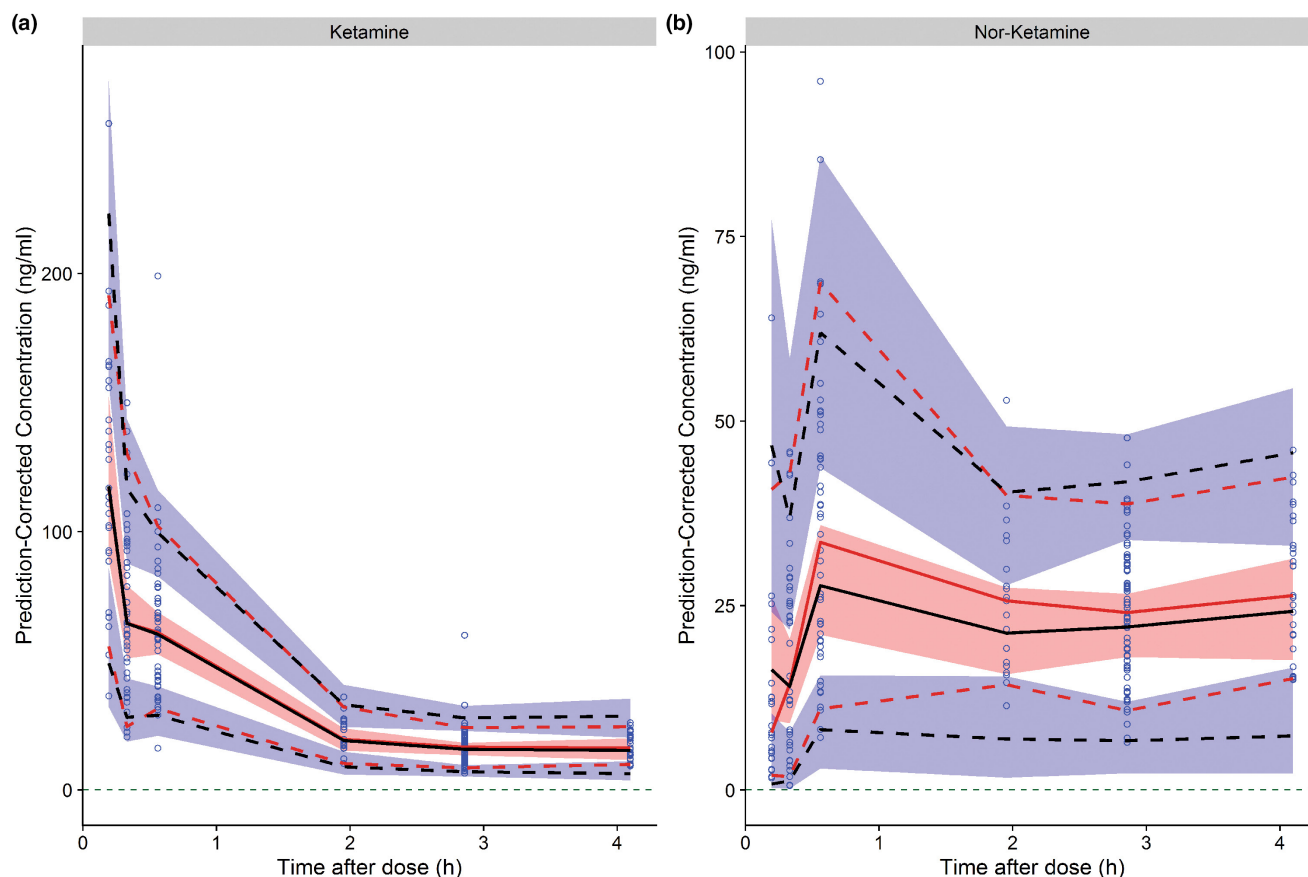 (a)
Ketamine
Prediction-Corrected Concentration (ng/ml)
200
100
0
0
1
2
3
4
Time after dose (h)
(b)
Nor-Ketamine
Prediction-Corrected Concentration (ng/ml)
100
75
50
25
0
0
1
2
3
4
Time after dose (h)